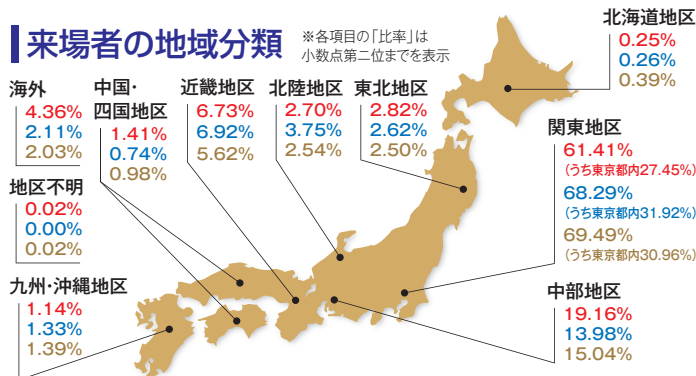 来場者の地域分類
※各項目の「比率」は
小数点第二位までを表示
海外
4.36%
2.11%
2.03%
中国・
四国地区
1.41%
0.74%
0.98%
近畿地区
6.73%
6.92%
5.62%
北陸地区
2.70%
3.75%
2.54%
東北地区
2.82%
2.62%
2.50%
北海道地区
0.25%
0.26%
0.39%
関東地区
61.41%
（うち東京都内27.45%）
68.29%
（うち東京都内31.92%）
69.49%
（うち東京都内30.96%）
地区不明
0.02%
0.00%
0.02%
九州・沖縄地区
1.14%
1.33%
1.39%
中部地区
19.16%
13.98%
15.04%